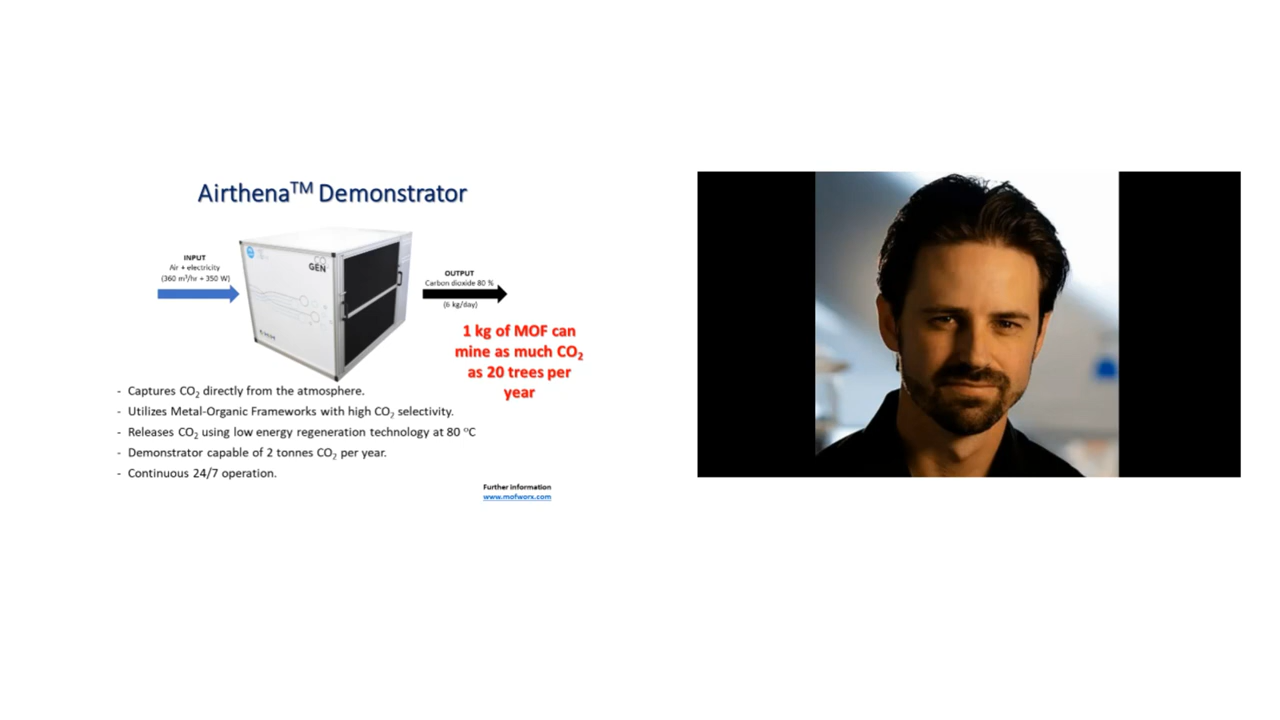 Airthena™ Demonstrator
INPUT
Air + electricity
(360 m³/hr + 350 W)
GEN
OUTPUT
Carbon dioxide 80 %
(6 kg/day)
1 kg of MOF can
mine as much CO₂
as 20 trees per
year
- Captures CO₂ directly from the atmosphere.
- Utilizes Metal-Organic Frameworks with high CO₂ selectivity.
- Releases CO₂ using low energy regeneration technology at 80 °C
- Demonstrator capable of 2 tonnes CO₂ per year.
- Continuous 24/7 operation.
Further information
www.mofworx.com